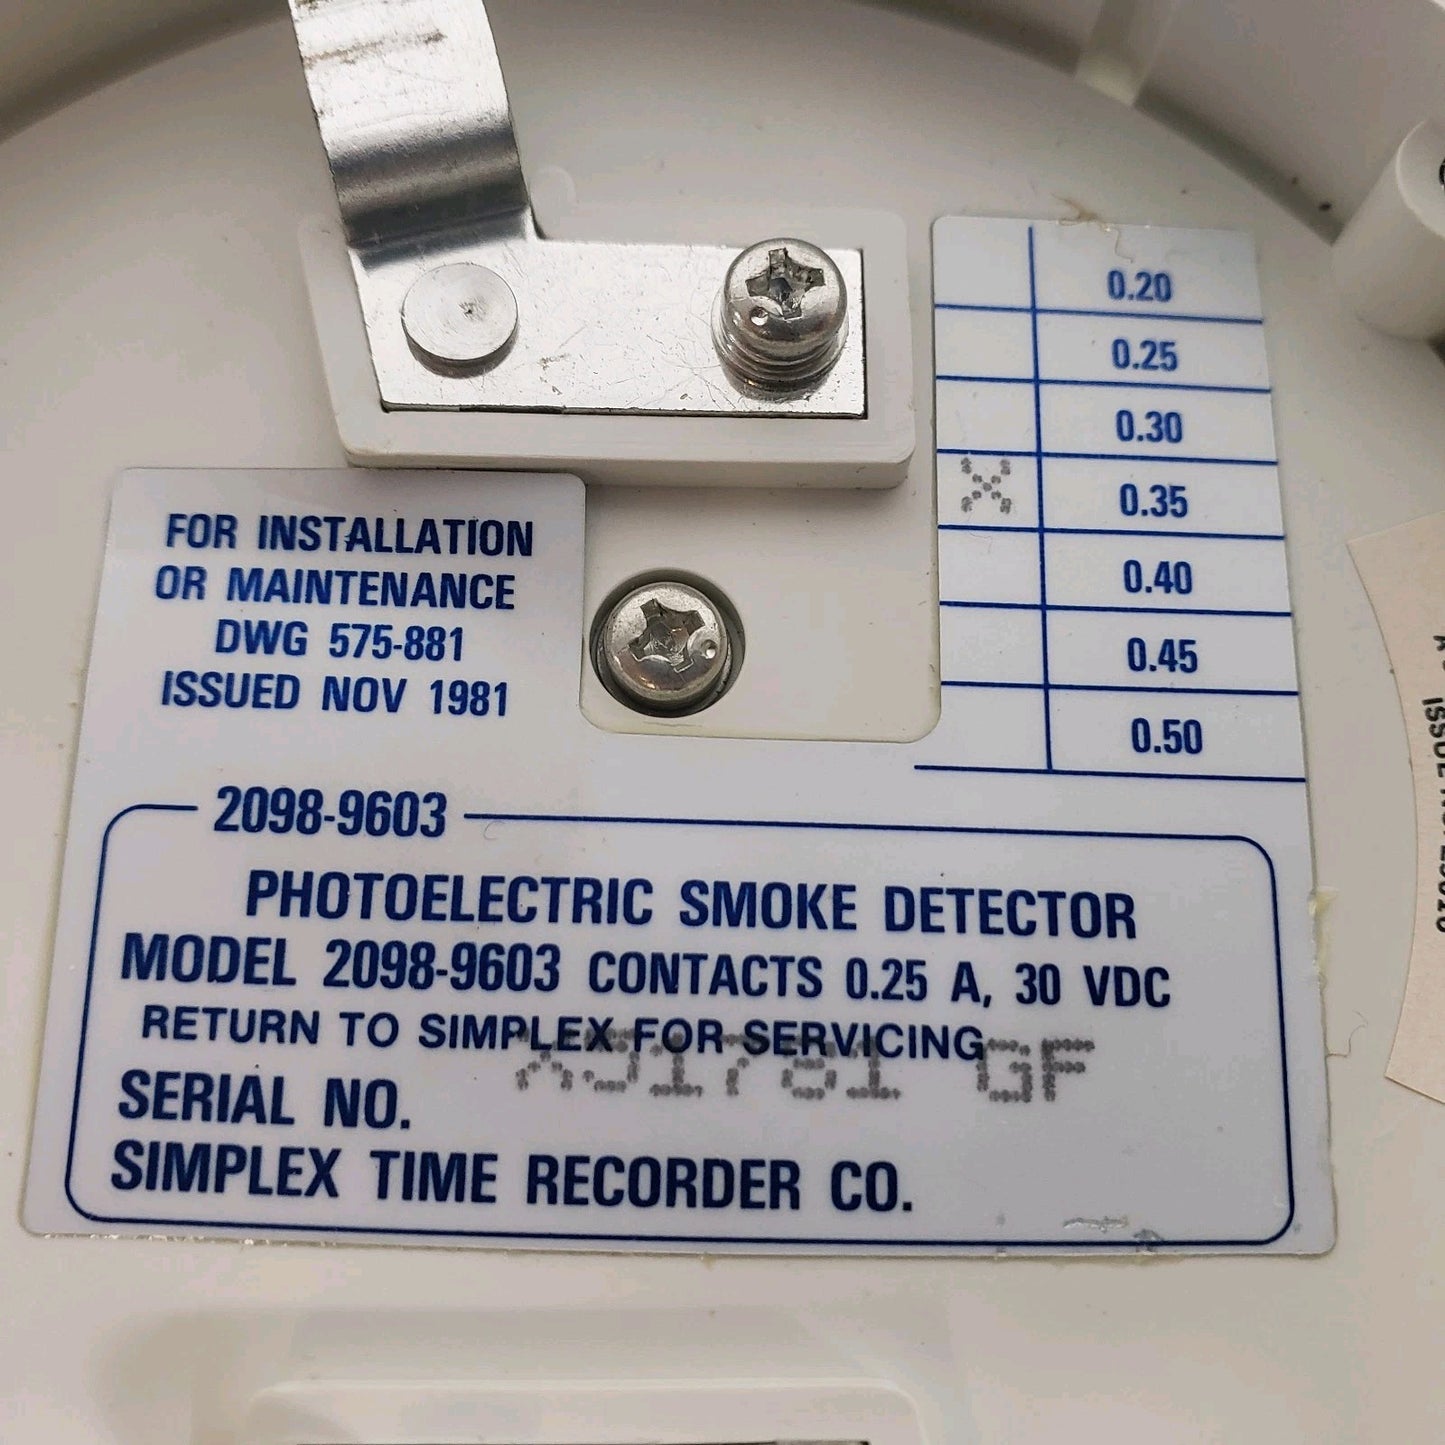 0.20
0.25
0.30
X 0.35
0.40
0.45
0.50
FOR INSTALLATION
OR MAINTENANCE
DWG 575-881
ISSUED NOV 1981
2098-9603
PHOTOELECTRIC SMOKE DETECTOR
MODEL 2098-9603 CONTACTS 0.25 A, 30 VDC
RETURN TO SIMPLEX FOR SERVICING
SERIAL NO. GF
SIMPLEX TIME RECORDER CO.